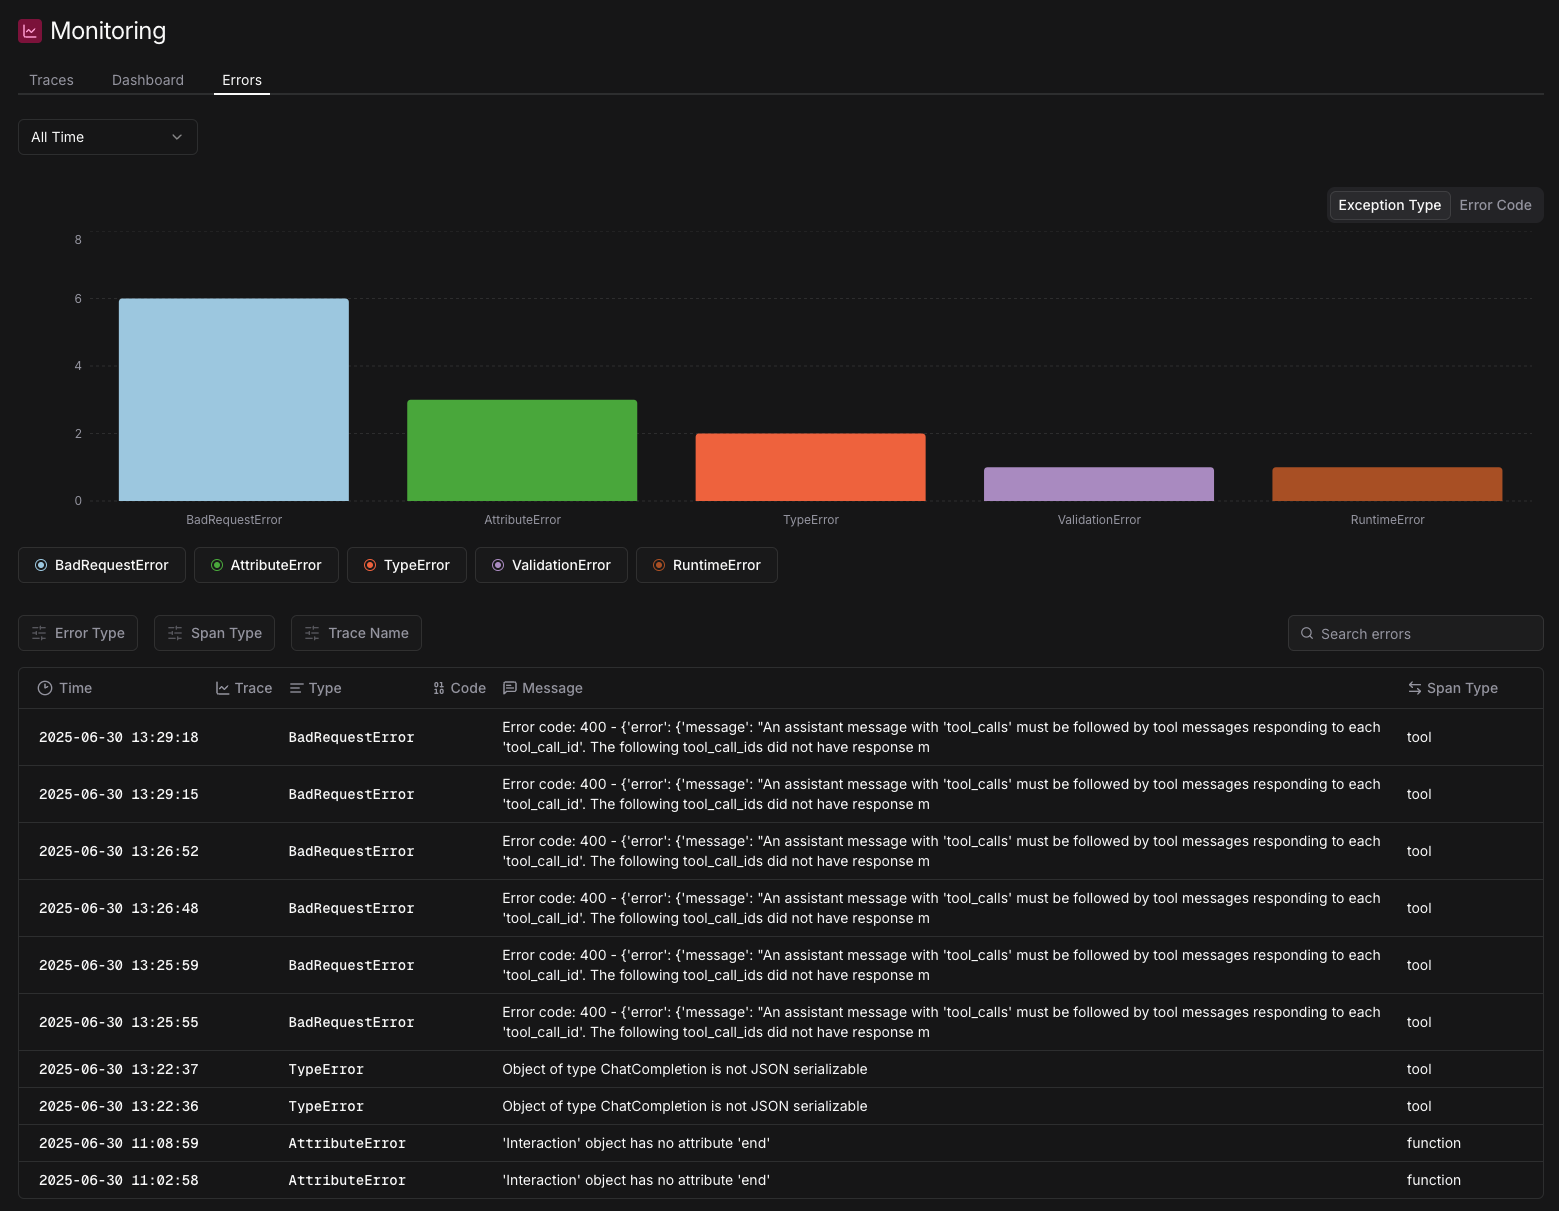 Monitoring
Traces Dashboard Errors
All Time
Exception Type Error Code
8
6
4
2
0
BadRequestError AttributeError TypeError ValidationError RuntimeError
BadRequestError AttributeError TypeError ValidationError RuntimeError
Error Type Span Type Trace Name Search errors
Time Trace Type Code Message Span Type
2025-06-30 13:29:18 BadRequestError Error code: 400 - {'error': {'message': "An assistant message with 'tool_calls' must be followed by tool messages responding to each
'tool_call_id'. The following tool_call_ids did not have response m tool
2025-06-30 13:29:15 BadRequestError Error code: 400 - {'error': {'message': "An assistant message with 'tool_calls' must be followed by tool messages responding to each
'tool_call_id'. The following tool_call_ids did not have response m tool
2025-06-30 13:26:52 BadRequestError Error code: 400 - {'error': {'message': "An assistant message with 'tool_calls' must be followed by tool messages responding to each
'tool_call_id'. The following tool_call_ids did not have response m tool
2025-06-30 13:26:48 BadRequestError Error code: 400 - {'error': {'message': "An assistant message with 'tool_calls' must be followed by tool messages responding to each
'tool_call_id'. The following tool_call_ids did not have response m tool
2025-06-30 13:25:59 BadRequestError Error code: 400 - {'error': {'message': "An assistant message with 'tool_calls' must be followed by tool messages responding to each
'tool_call_id'. The following tool_call_ids did not have response m tool
2025-06-30 13:25:55 BadRequestError Error code: 400 - {'error': {'message': "An assistant message with 'tool_calls' must be followed by tool messages responding to each
'tool_call_id'. The following tool_call_ids did not have response m tool
2025-06-30 13:22:37 TypeError Object of type ChatCompletion is not JSON serializable tool
2025-06-30 13:22:36 TypeError Object of type ChatCompletion is not JSON serializable tool
2025-06-30 11:08:59 AttributeError 'Interaction' object has no attribute 'end' function
2025-06-30 11:02:58 AttributeError 'Interaction' object has no attribute 'end' function